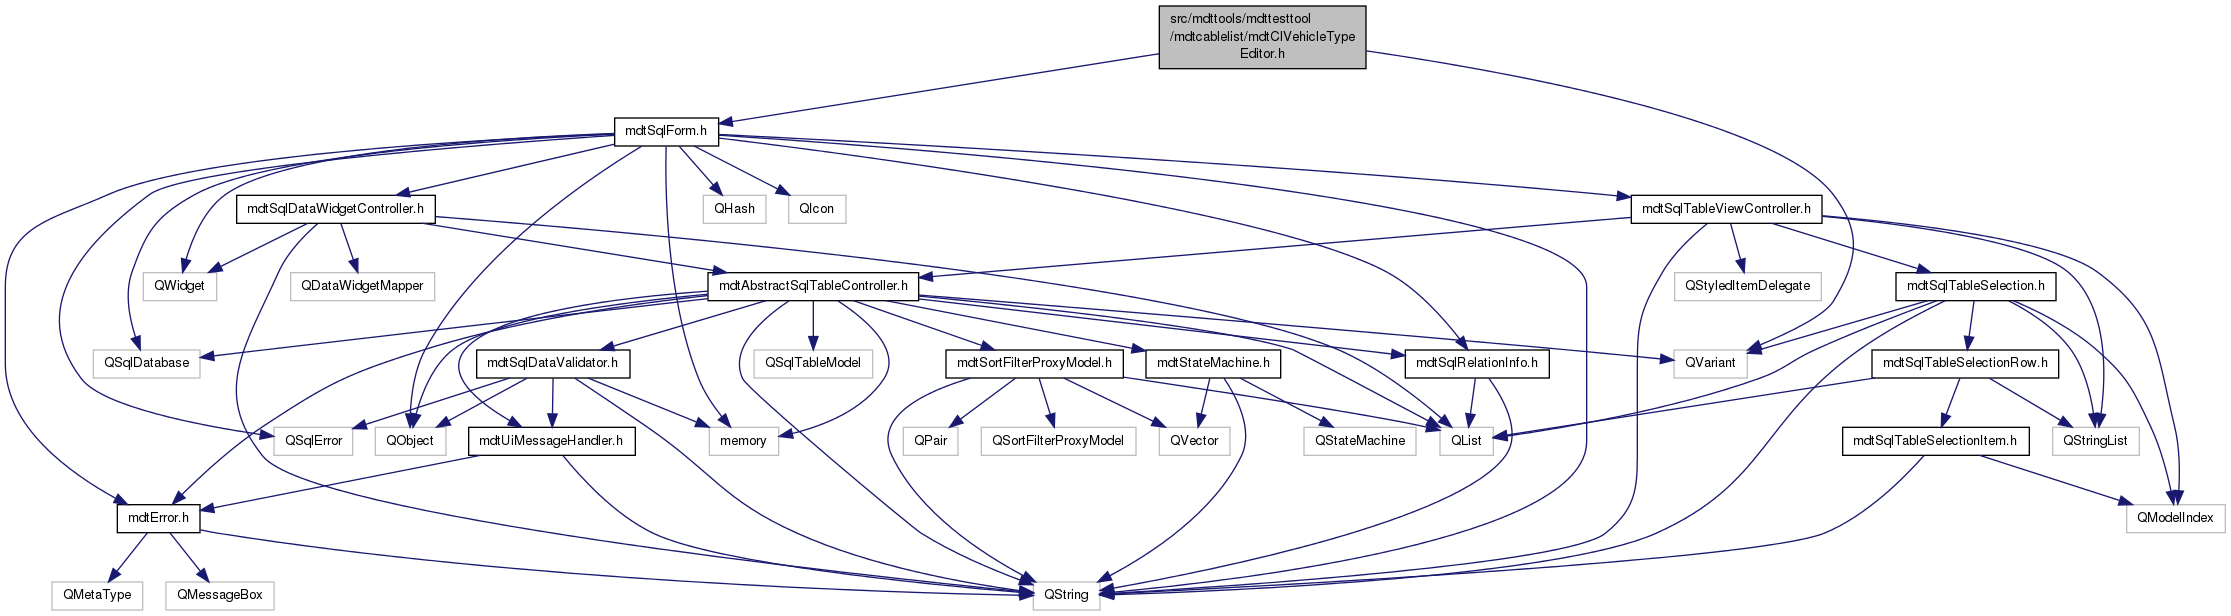 src/mdttools/mdttesttool
/mdtcablelist/mdtClVehicleType
Editor.h
mdtSqlForm.h
mdtSqlDataWidgetController.h
QHash
QIcon
mdtSqlTableViewController.h
QWidget
QDataWidgetMapper
mdtAbstractSqlTableController.h
QStyledItemDelegate
mdtSqlTableSelection.h
QSqlDatabase
mdtSqlDataValidator.h
QSqlTableModel
mdtSortFilterProxyModel.h
mdtStateMachine.h
mdtSqlRelationInfo.h
QVariant
mdtSqlTableSelectionRow.h
QSqlError
QObject
mdtUiMessageHandler.h
memory
QPair
QSortFilterProxyModel
QVector
QStateMachine
QList
mdtSqlTableSelectionItem.h
QStringList
mdtError.h
QModelIndex
QMetaType
QMessageBox
QString